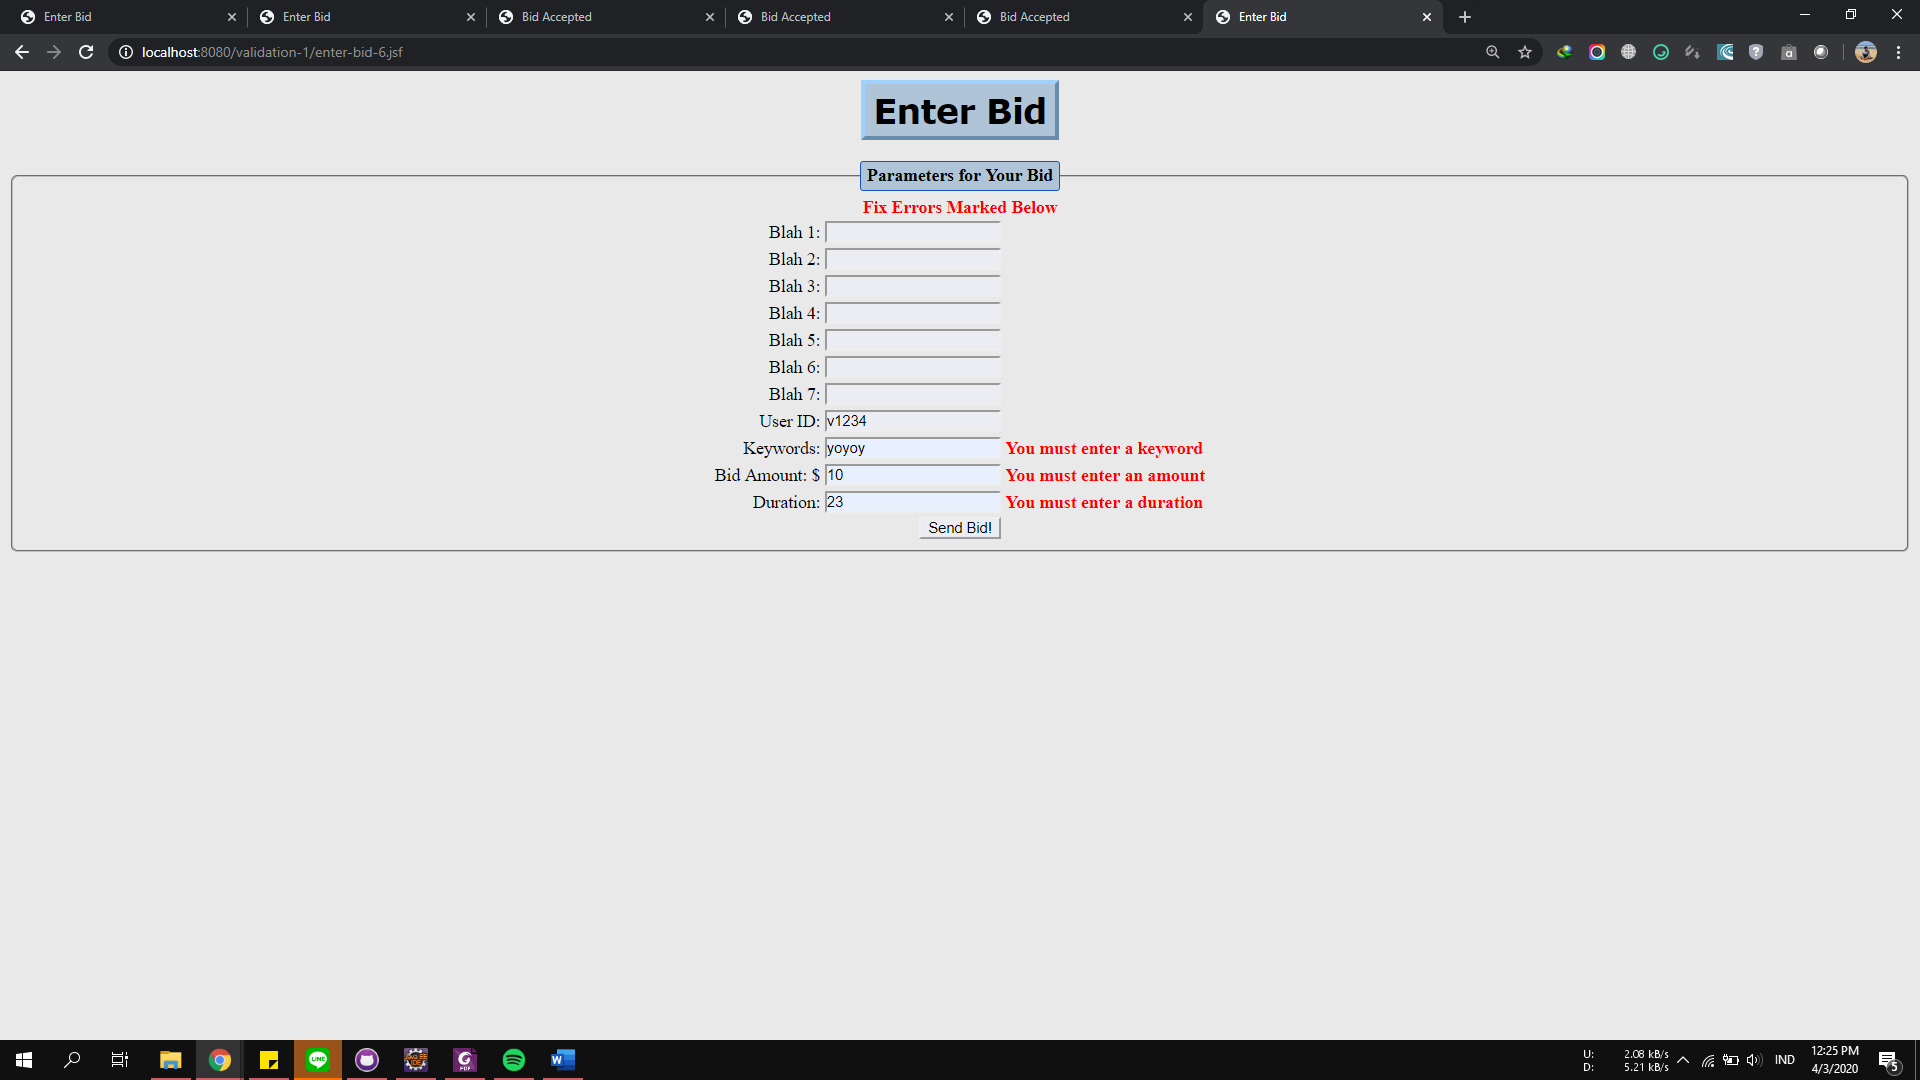 Enter Bid
Enter Bid
Bid Accepted
Bid Accepted
Bid Accepted
Enter Bid
localhost:8080/validation-1/enter-bid-6.jsf
Enter Bid
Parameters for Your Bid
Fix Errors Marked Below
Blah 1:
Blah 2:
Blah 3:
Blah 4:
Blah 5:
Blah 6:
Blah 7:
User ID: v1234
Keywords: yoyoy You must enter a keyword
Bid Amount: $ 10 You must enter an amount
Duration: 23 You must enter a duration
Send Bid!
U: 2.08 kB/s
D: 5.21 kB/s
IND
12:25 PM
4/3/2020
5
LINE
PDF
W